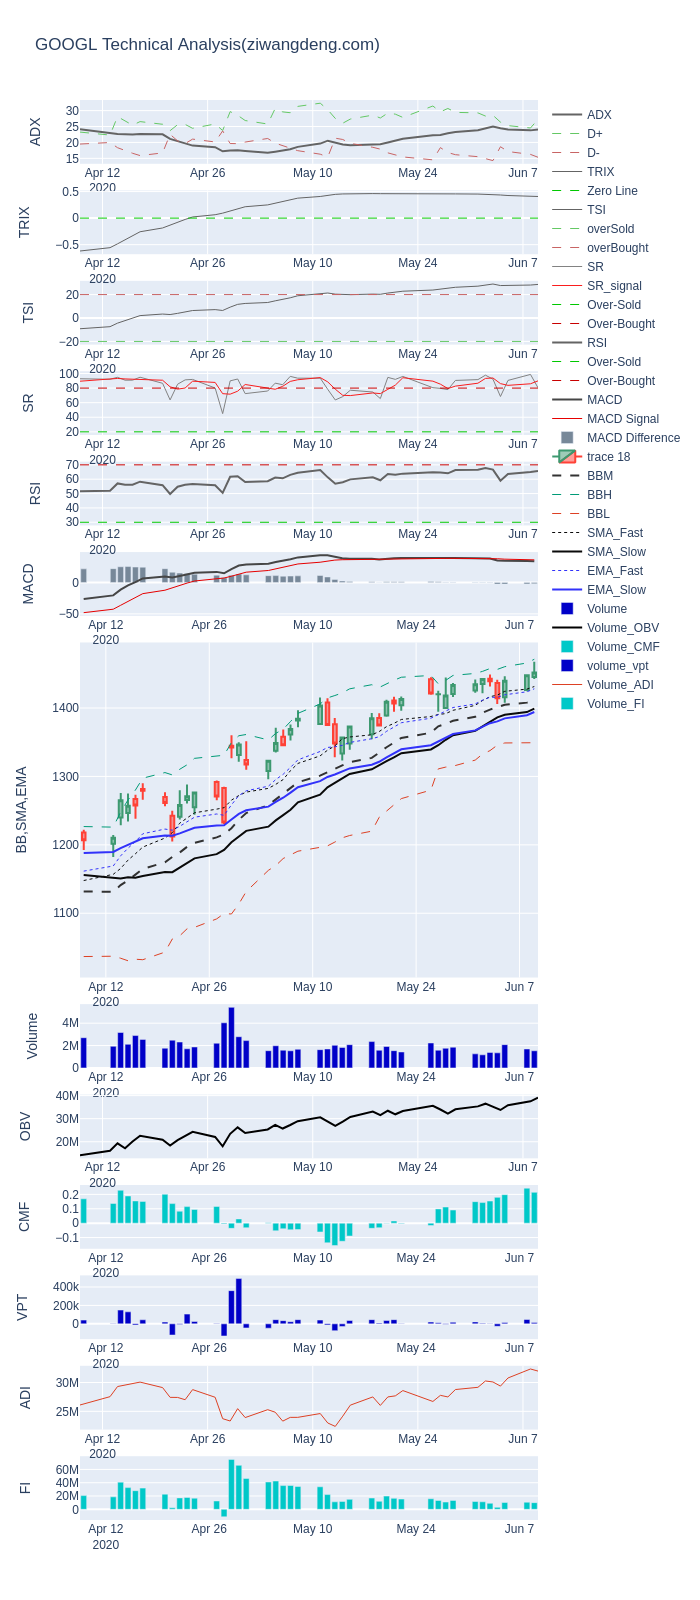 GOOGL Technical Analysis(ziwangdeng.com)
ADX
30
25
20
15
Apr 12
2020
Apr 26
May 10
May 24
Jun 7
TRIX
0.5
0
−0.5
Apr 12
2020
Apr 26
May 10
May 24
Jun 7
TSI
20
0
−20
Apr 12
2020
Apr 26
May 10
May 24
Jun 7
SR
100
80
60
40
20
Apr 12
2020
Apr 26
May 10
May 24
Jun 7
RSI
70
60
50
40
30
Apr 12
2020
Apr 26
May 10
May 24
Jun 7
MACD
0
−50
Apr 12
2020
Apr 26
May 10
May 24
Jun 7
BB,SMA,EMA
1400
1300
1200
1100
Apr 12
2020
Apr 26
May 10
May 24
Jun 7
Volume
4M
2M
0
Apr 12
2020
Apr 26
May 10
May 24
Jun 7
OBV
40M
30M
20M
Apr 12
2020
Apr 26
May 10
May 24
Jun 7
CMF
0.2
0.1
0
−0.1
Apr 12
2020
Apr 26
May 10
May 24
Jun 7
VPT
400k
200k
0
Apr 12
2020
Apr 26
May 10
May 24
Jun 7
ADI
30M
25M
Apr 12
2020
Apr 26
May 10
May 24
Jun 7
FI
60M
40M
20M
0
Apr 12
2020
Apr 26
May 10
May 24
Jun 7
ADX
D+
D-
TRIX
Zero Line
TSI
overSold
overBought
SR
SR_signal
Over-Sold
Over-Bought
RSI
Over-Sold
Over-Bought
MACD
MACD Signal
MACD Difference
trace 18
BBM
BBH
BBL
SMA_Fast
SMA_Slow
EMA_Fast
EMA_Slow
Volume
Volume_OBV
Volume_CMF
volume_vpt
Volume_ADI
Volume_FI